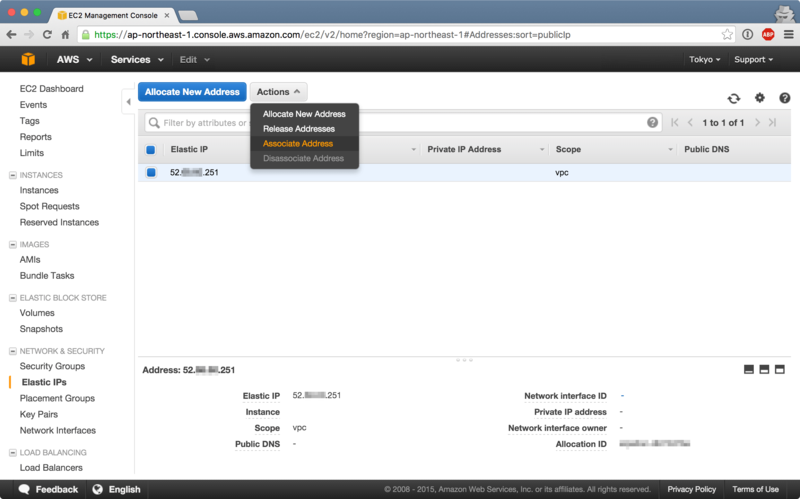 EC2 Management Console
https://ap-northeast-1.console.aws.amazon.com/ec2/v2/home?region=ap-northeast-1#Addresses:sort=publicIp
ABP
AWS Services Edit Tokyo Support
EC2 Dashboard
Events
Tags
Reports
Limits
INSTANCES
Instances
Spot Requests
Reserved Instances
IMAGES
AMIs
Bundle Tasks
ELASTIC BLOCK STORE
Volumes
Snapshots
NETWORK & SECURITY
Security Groups
Elastic IPs
Placement Groups
Key Pairs
Network Interfaces
LOAD BALANCING
Load Balancers
Allocate New Address Actions
Allocate New Address
Release Addresses
Associate Address
Disassociate Address
Filter by attributes or
1 to 1 of 1
Elastic IP Private IP Address Scope Public DNS
52. .251 vpc
Address: 52. .251
Elastic IP 52. .251
Instance
Scope vpc
Public DNS -
Network interface ID -
Private IP address -
Network interface owner -
Allocation ID
Feedback English © 2008 - 2015, Amazon Web Services, Inc. or its affiliates. All rights reserved. Privacy Policy Terms of Use